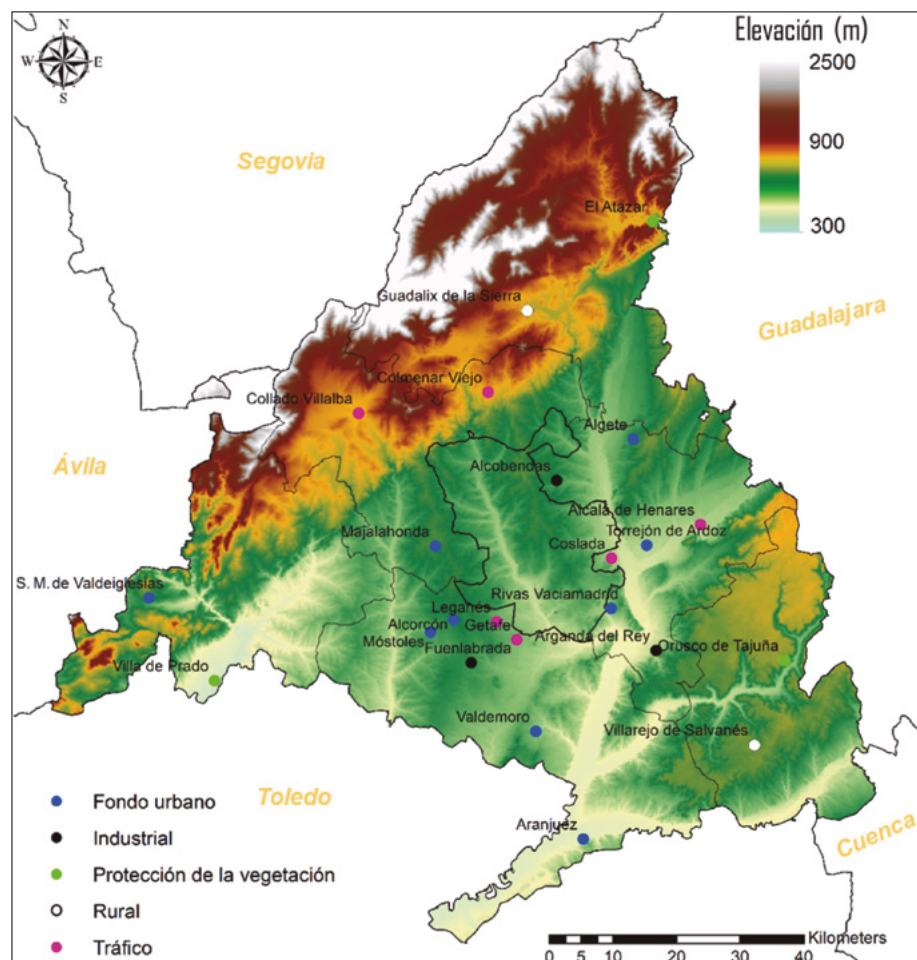 N
W E
S
Elevación (m)
2500
900
300
Segovia
El Atazar
Guadalix de la Sierra
Guadalajara
Colmenar Viejo
Collado Villalba
Algete
Ávila
Alcobendas
Alcalá de Henares
Majalahonda
Torrejón de Ardoz
Coslada
S. M. de Valdeiglesias
Rivas Vaciamadrid
Leganés
Alcorcón
Getafe
Móstoles
Arganda del Rey
Fuenlabrada
Orusco de Tajuña
Villa de Prado
Valdemoro
Villarejo de Salvanés
Toledo
Aranjuez
Cuenca
Fondo urbano
Industrial
Protección de la vegetación
Rural
Tráfico
Kilometers
0 5 10 20 30 40